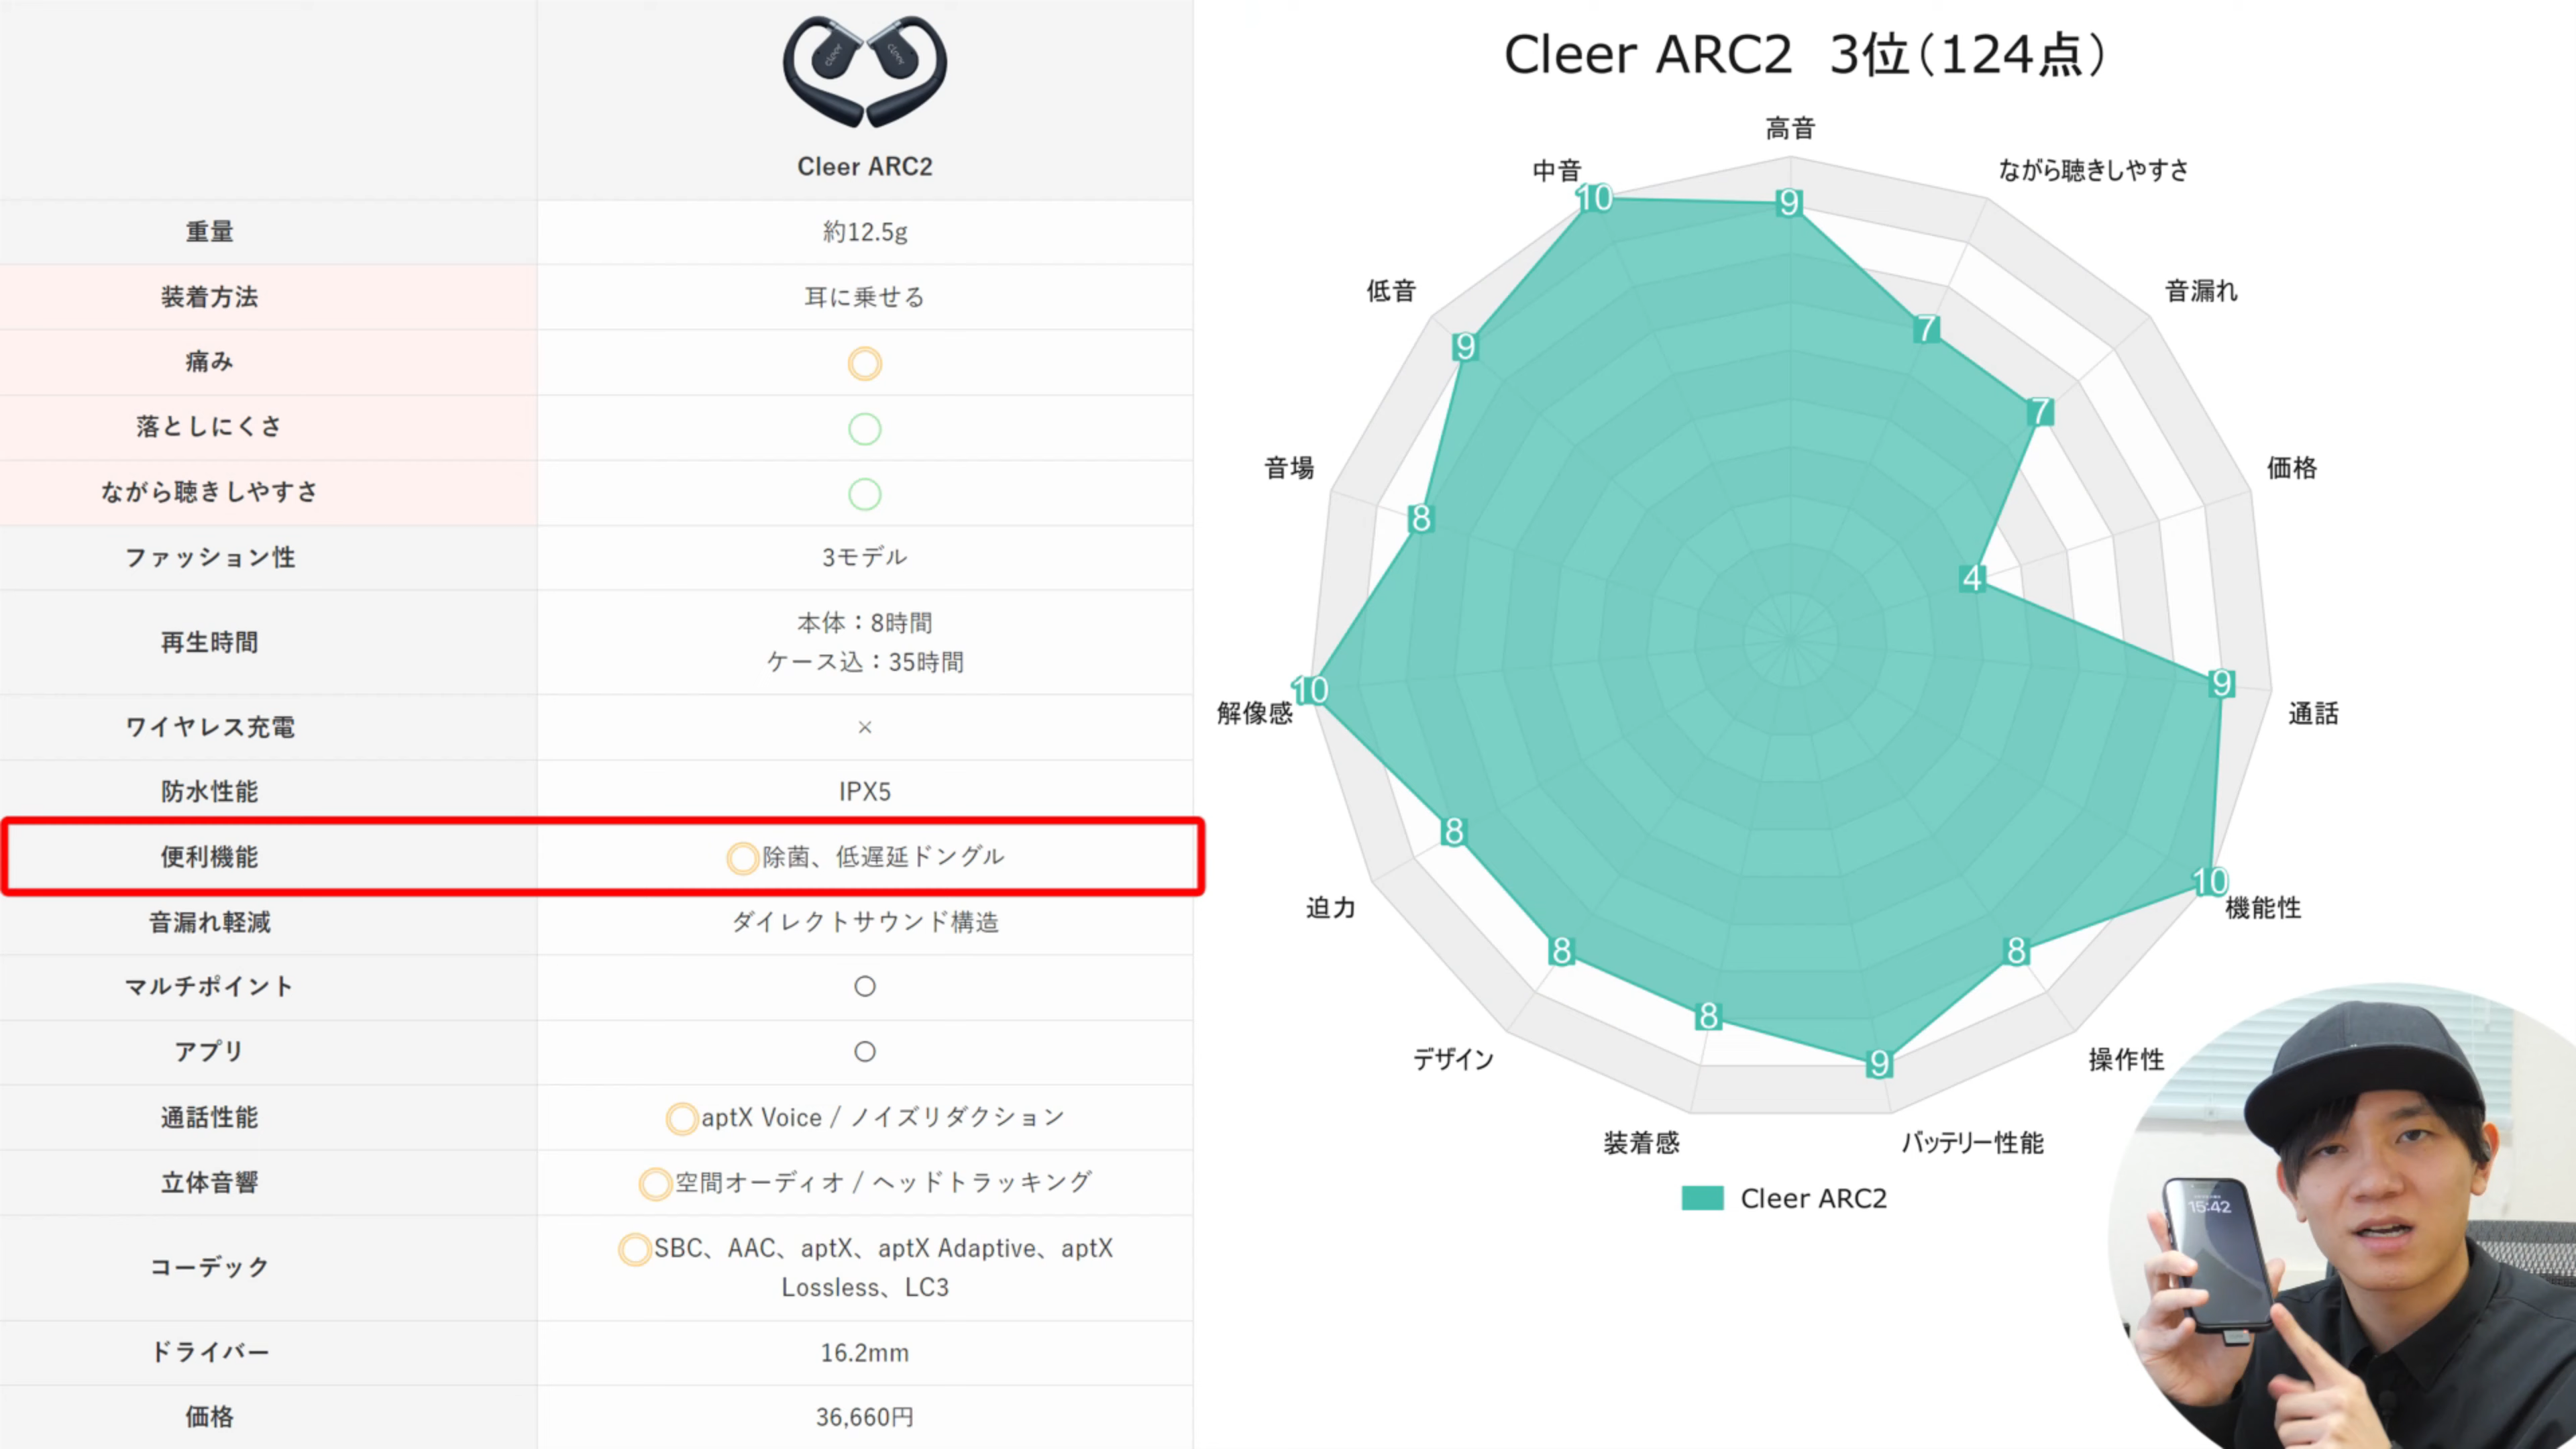 cleer
cleer
Cleer ARC2
重量
約12.5g
装着方法
耳に乗せる
痛み
◎
落としにくさ
○
ながら聴きしやすさ
○
ファッション性
3モデル
再生時間
本体：8時間
ケース込：35時間
ワイヤレス充電
×
防水性能
IPX5
便利機能
◎除菌、低遅延ドングル
音漏れ軽減
ダイレクトサウンド構造
マルチポイント
○
アプリ
○
通話性能
◎aptX Voice / ノイズリダクション
立体音響
◎空間オーディオ / ヘッドトラッキング
コーデック
◎SBC、AAC、aptX、aptX Adaptive、aptX
Lossless、LC3
ドライバー
16.2mm
価格
36,660円
Cleer ARC2 3位（124点）
高音
9
ながら聴きしやすさ
7
音漏れ
7
価格
4
通話
9
機能性
10
操作性
8
バッテリー性能
9
装着感
8
デザイン
8
迫力
8
解像感
10
音場
8
低音
9
中音
10
Cleer ARC2
15:42